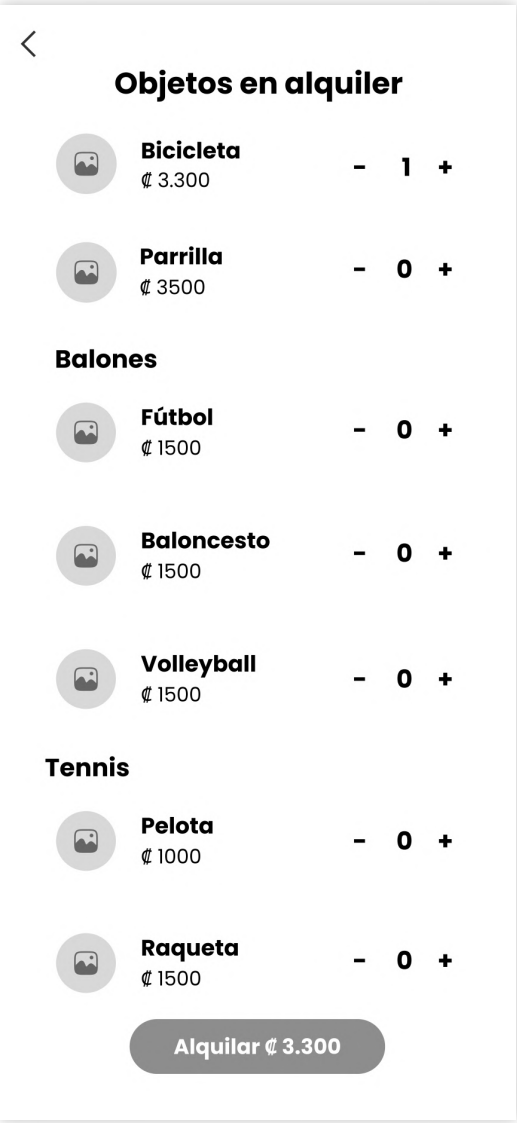 Objetos en alquiler
Bicicleta
₡ 3.300
- 1 +
Parrilla
₡ 3500
- 0 +
Balones
Fútbol
₡ 1500
- 0 +
Baloncesto
₡ 1500
- 0 +
Volleyball
₡ 1500
- 0 +
Tennis
Pelota
₡ 1000
- 0 +
Raqueta
₡ 1500
- 0 +
Alquilar ₡ 3.300